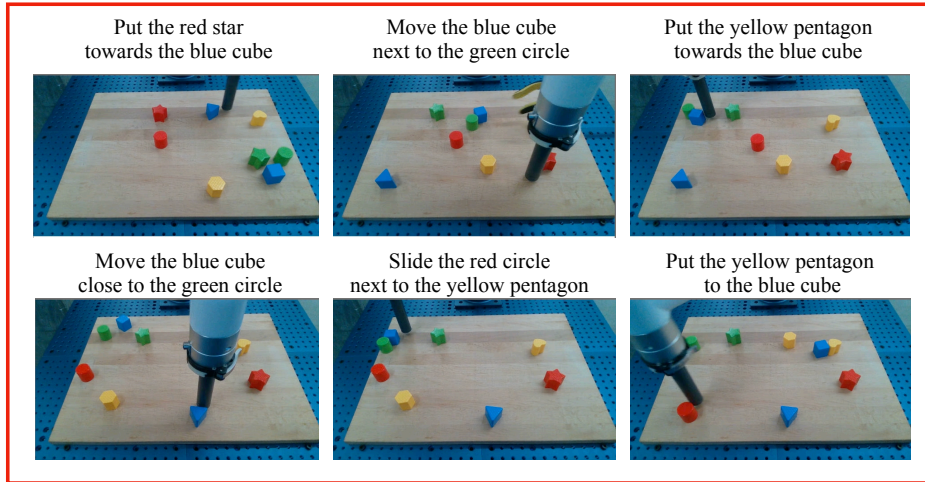 Put the red star
towards the blue cube
Move the blue cube
next to the green circle
Put the yellow pentagon
towards the blue cube
Move the blue cube
close to the green circle
Slide the red circle
next to the yellow pentagon
Put the yellow pentagon
to the blue cube